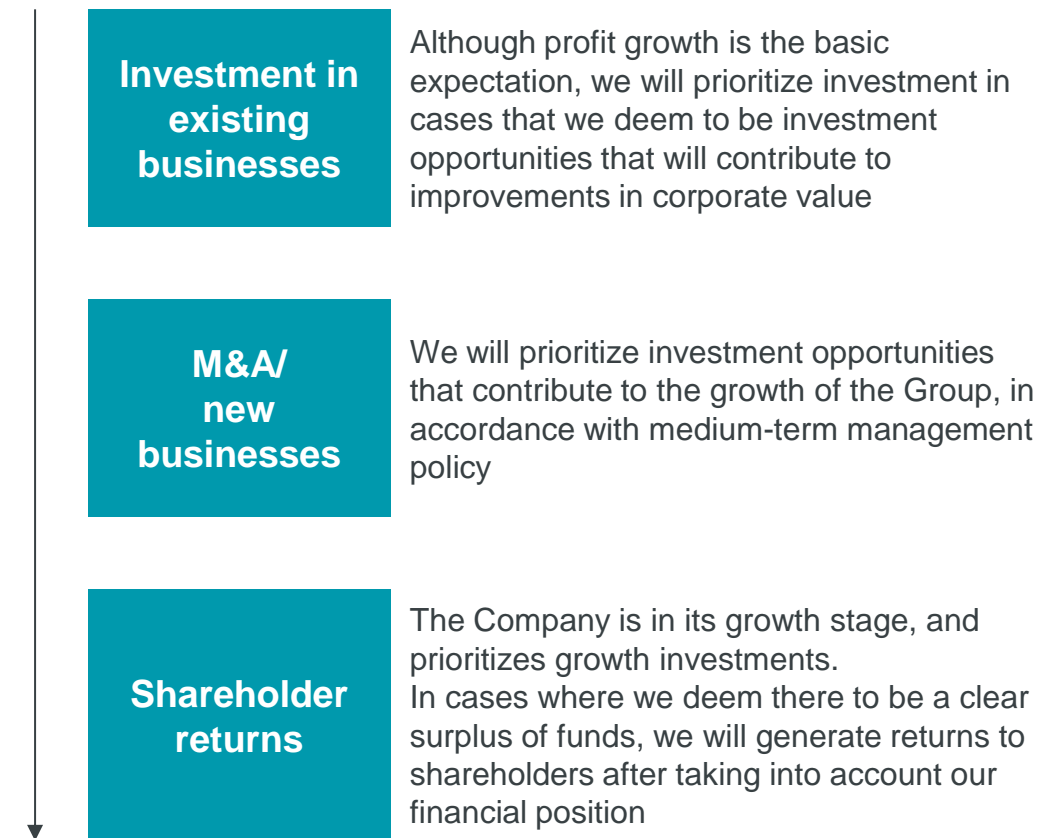 Investment in
existing
businesses
Although profit growth is the basic
expectation, we will prioritize investment in
cases that we deem to be investment
opportunities that will contribute to
improvements in corporate value
M&A/
new
businesses
We will prioritize investment opportunities
that contribute to the growth of the Group, in
accordance with medium-term management
policy
Shareholder
returns
The Company is in its growth stage, and
prioritizes growth investments.
In cases where we deem there to be a clear
surplus of funds, we will generate returns to
shareholders after taking into account our
financial position